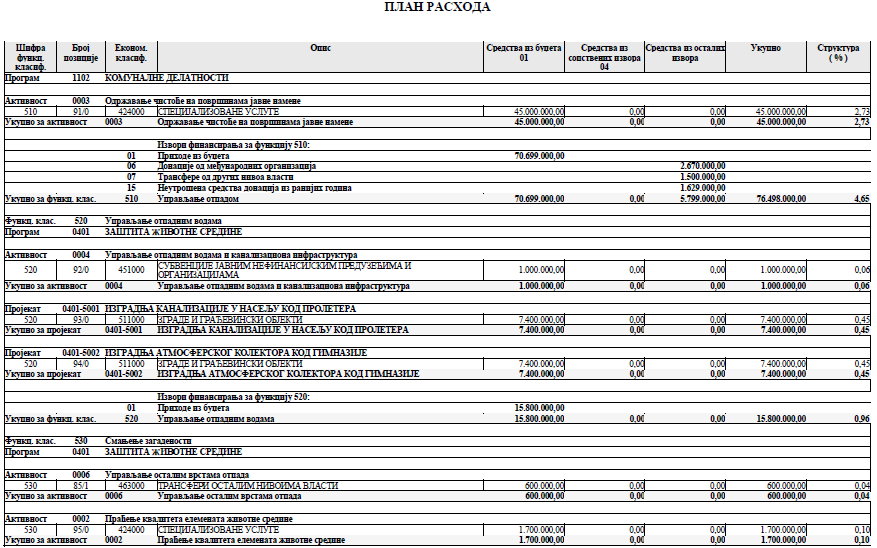 ПЛАН РАСХОДА
Шифра функц. класиф. Број позиције Економ. класиф. Опис Средства из буџета 01 Средства из сопствених извора 04 Средства из осталих извора Укупно Структура ( % )
Програм 1102 КОМУНАЛНЕ ДЕЛАТНОСТИ
Активност 0003 Одржавање чистоће на површинама јавне намене
510 91/0 424000 СПЕЦИЈАЛИЗОВАНЕ УСЛУГЕ 45.000.000,00 0,00 0,00 45.000.000,00 2,73
Укупно за активност 0003 Одржавање чистоће на површинама јавне намене 45.000.000,00 0,00 0,00 45.000.000,00 2,73
Извори финансирања за функцију 510:
01 Приходе из буџета 70.699.000,00
06 Донације од међународних организација 2.670.000,00
07 Трансфере од других нивоа власти 1.500.000,00
15 Неутрошена средства донација из ранијих година 1.629.000,00
Укупно за функц. клас. 510 Управљање отпадом 70.699.000,00 0,00 5.799.000,00 76.498.000,00 4,65
Функц. клас. 520 Управљање отпадним водама
Програм 0401 ЗАШТИТА ЖИВОТНЕ СРЕДИНЕ
Активност 0004 Управљање отпадним водама и канализациона инфраструктура
520 92/0 451000 СУБВЕНЦИЈЕ ЈАВНИМ НЕФИНАНСИЈСКИМ ПРЕДУЗЕЋИМА И ОРГАНИЗАЦИЈАМА 1.000.000,00 0,00 0,00 1.000.000,00 0,06
Укупно за активност 0004 Управљање отпадним водама и канализациона инфраструктура 1.000.000,00 0,00 0,00 1.000.000,00 0,06
Пројекат 0401-5001 ИЗГРАДЊА КАНАЛИЗАЦИЈЕ У НАСЕЉУ КОД ПРОЛЕТЕРА
520 93/0 511000 ЗГРАДЕ И ГРАЂЕВИНСКИ ОБЈЕКТИ 7.400.000,00 0,00 0,00 7.400.000,00 0,45
Укупно за пројекат 0401-5001 ИЗГРАДЊА КАНАЛИЗАЦИЈЕ У НАСЕЉУ КОД ПРОЛЕТЕРА 7.400.000,00 0,00 0,00 7.400.000,00 0,45
Пројекат 0401-5002 ИЗГРАДЊА АТМОСФЕРСКОГ КОЛЕКТОРА КОД ГИМНАЗИЈЕ
520 94/0 511000 ЗГРАДЕ И ГРАЂЕВИНСКИ ОБЈЕКТИ 7.400.000,00 0,00 0,00 7.400.000,00 0,45
Укупно за пројекат 0401-5002 ИЗГРАДЊА АТМОСФЕРСКОГ КОЛЕКТОРА КОД ГИМНАЗИЈЕ 7.400.000,00 0,00 0,00 7.400.000,00 0,45
Извори финансирања за функцију 520:
01 Приходе из буџета 15.800.000,00
Укупно за функц. клас. 520 Управљање отпадним водама 15.800.000,00 0,00 0,00 15.800.000,00 0,96
Функц. клас. 530 Смањење загађености
Програм 0401 ЗАШТИТА ЖИВОТНЕ СРЕДИНЕ
Активност 0006 Управљање осталим врстама отпада
530 85/1 463000 ТРАНСФЕРИ ОСТАЛИМ НИВОИМА ВЛАСТИ 600.000,00 0,00 0,00 600.000,00 0,04
Укупно за активност 0006 Управљање осталим врстама отпада 600.000,00 0,00 0,00 600.000,00 0,04
Активност 0002 Праћење квалитета елемената животне средине
530 95/0 424000 СПЕЦИЈАЛИЗОВАНЕ УСЛУГЕ 1.700.000,00 0,00 0,00 1.700.000,00 0,10
Укупно за активност 0002 Праћење квалитета елемената животне средине 1.700.000,00 0,00 0,00 1.700.000,00 0,10